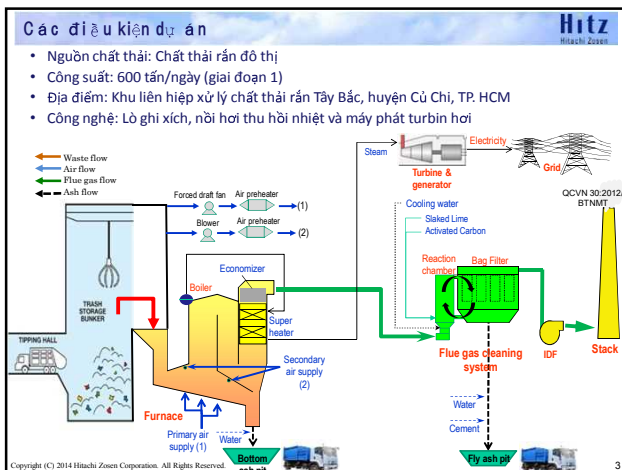 Các điều kiện dự án
Hitz
Hitachi Zosen
• Nguồn chất thải: Chất thải rắn đô thị
• Công suất: 600 tấn/ngày (giai đoạn 1)
• Địa điểm: Khu liên hiệp xử lý chất thải rắn Tây Bắc, huyện Củ Chi, TP. HCM
• Công nghệ: Lò ghi xích, nồi hơi thu hồi nhiệt và máy phát turbin hơi
Waste flow
Air flow
Flue gas flow
Ash flow
Forced draft fan
Air preheater
(1)
Blower
Air preheater
(2)
Steam
Turbine &
generator
Electricity
Grid
QCVN 30:2012/
BTNMT
Cooling water
Slaked Lime
Activated Carbon
Reaction
chamber
Bag Filter
Economizer
Boiler
Super
heater
TRASH
STORAGE
BUNKER
TIPPING HALL
Secondary
air supply
(2)
Furnace
Primary air
supply (1)
Water
Flue gas cleaning
system
IDF
Stack
Water
Cement
Bottom
ash pit
Fly ash pit
Copyright (C) 2014 Hitachi Zosen Corporation. All Rights Reserved.
3